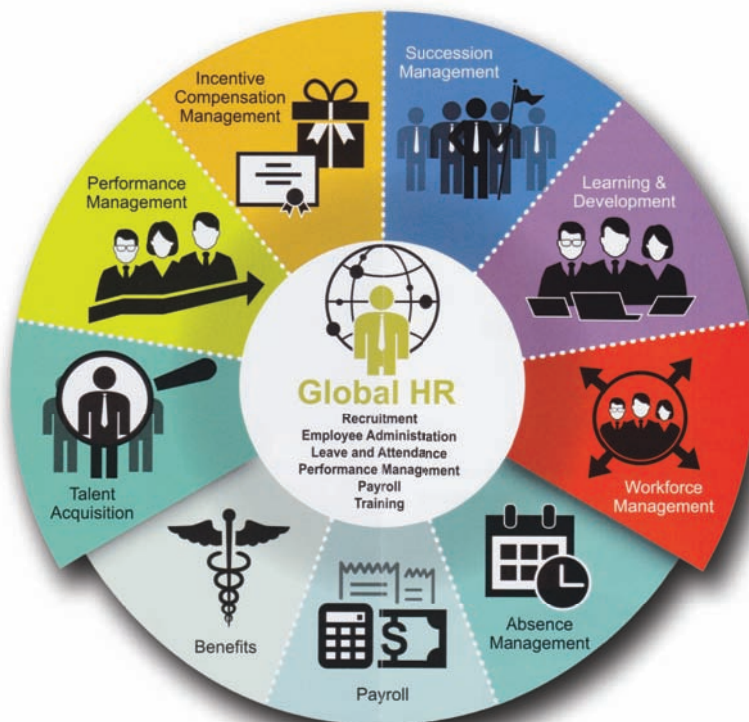 Incentive
Compensation
Management
Succession
Management
Performance
Management
Learning &
Development
Global HR
Recruitment
Employee Administration
Leave and Attendance
Performance Management
Payroll
Training
Talent
Acquisition
Workforce
Management
Benefits
$
Payroll
Absence
Management